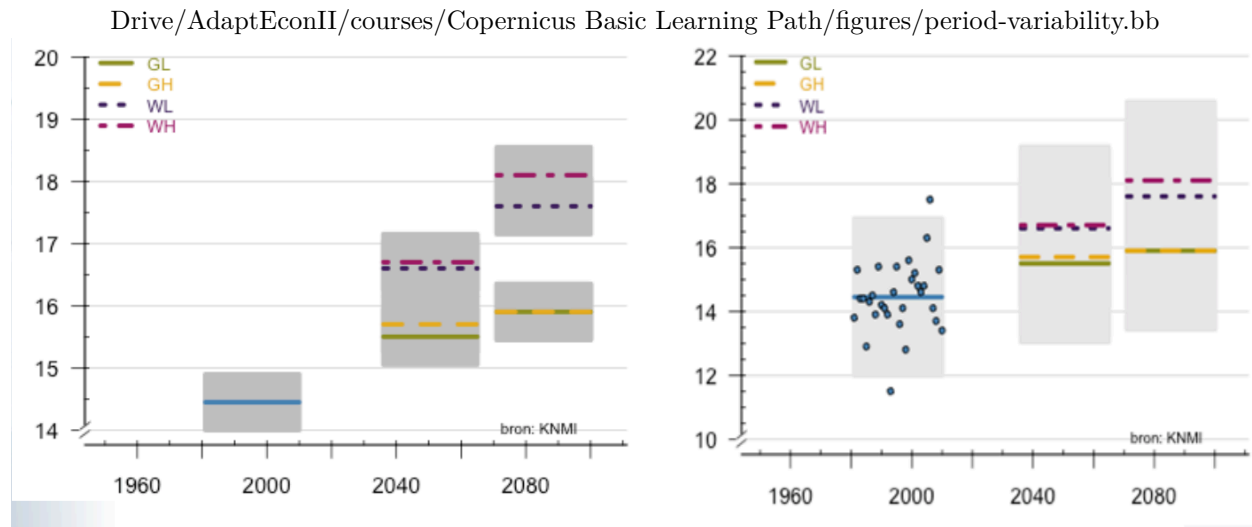 Drive/AdaptEconII/courses/Copernicus Basic Learning Path/figures/period-variability.bb
20
GL
GH
WL
19
WH
18
17
16
15
14
bron: KNMI
1960 2000 2040 2080
22
GL
GH
WL
20
WH
18
16
14
12
10
bron: KNMI
1960 2000 2040 2080